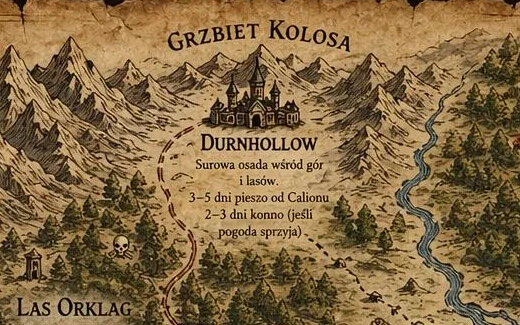 GRZBIET KOLOSA
DURNHOLLOW
Surowa osada wśród gór
i lasów.
3–5 dni pieszo od Calionu
2–3 dni konno (jeśli
pogoda sprzyja)
LAS ORKLAG